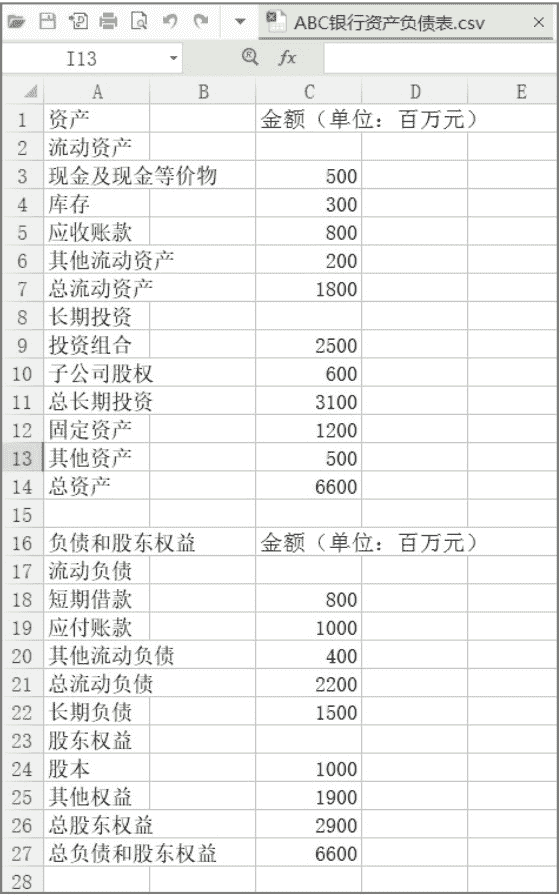 ABC银行资产负债表.csv ×
I13 fx
A B C D E
1 资产 金额（单位：百万元）
2 流动资产
3 现金及现金等价物 500
4 库存 300
5 应收账款 800
6 其他流动资产 200
7 总流动资产 1800
8 长期投资
9 投资组合 2500
10 子公司股权 600
11 总长期投资 3100
12 固定资产 1200
13 其他资产 500
14 总资产 6600
15
16 负债和股东权益 金额（单位：百万元）
17 流动负债
18 短期借款 800
19 应付账款 1000
20 其他流动负债 400
21 总流动负债 2200
22 长期负债 1500
23 股东权益
24 股本 1000
25 其他权益 1900
26 总股东权益 2900
27 总负债和股东权益 6600
28